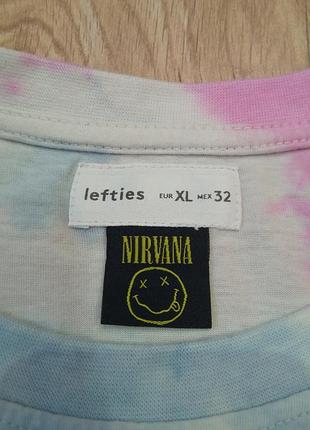 lefties EUR XL MEX 32
NIRVANA